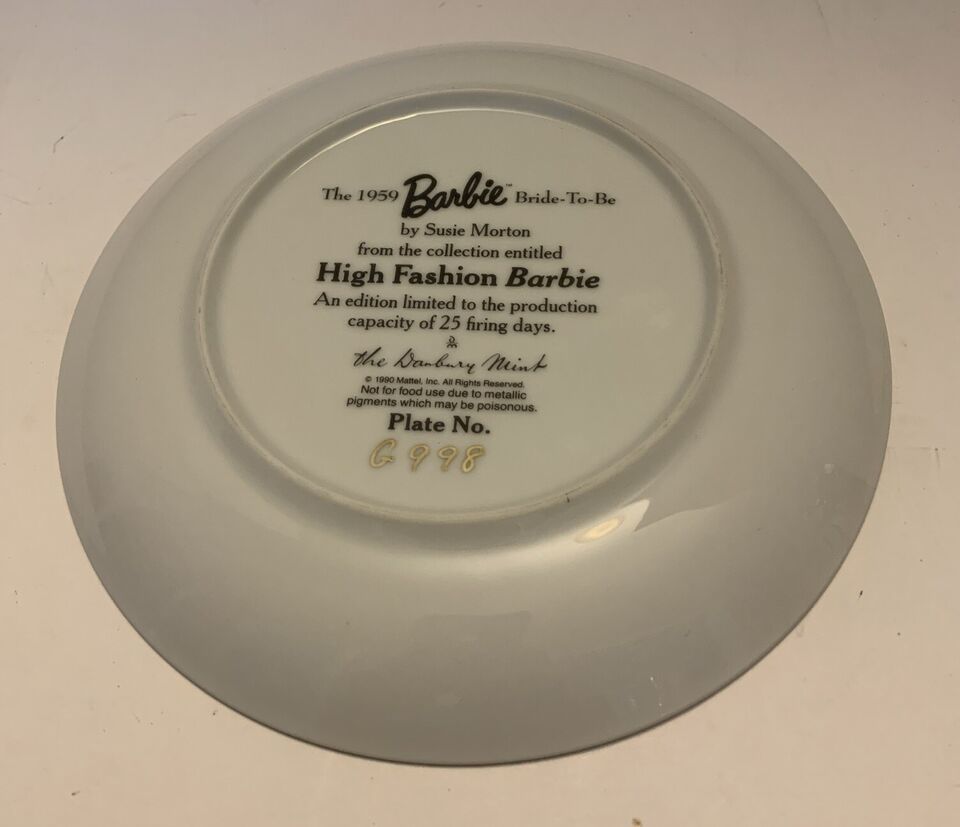 The 1959 Barbie™ Bride-To-Be
by Susie Morton
from the collection entitled
High Fashion Barbie
An edition limited to the production
capacity of 25 firing days.
The Danbury Mint
© 1990 Mattel, Inc. All Rights Reserved.
Not for food use due to metallic
pigments which may be poisonous.
Plate No.
G998